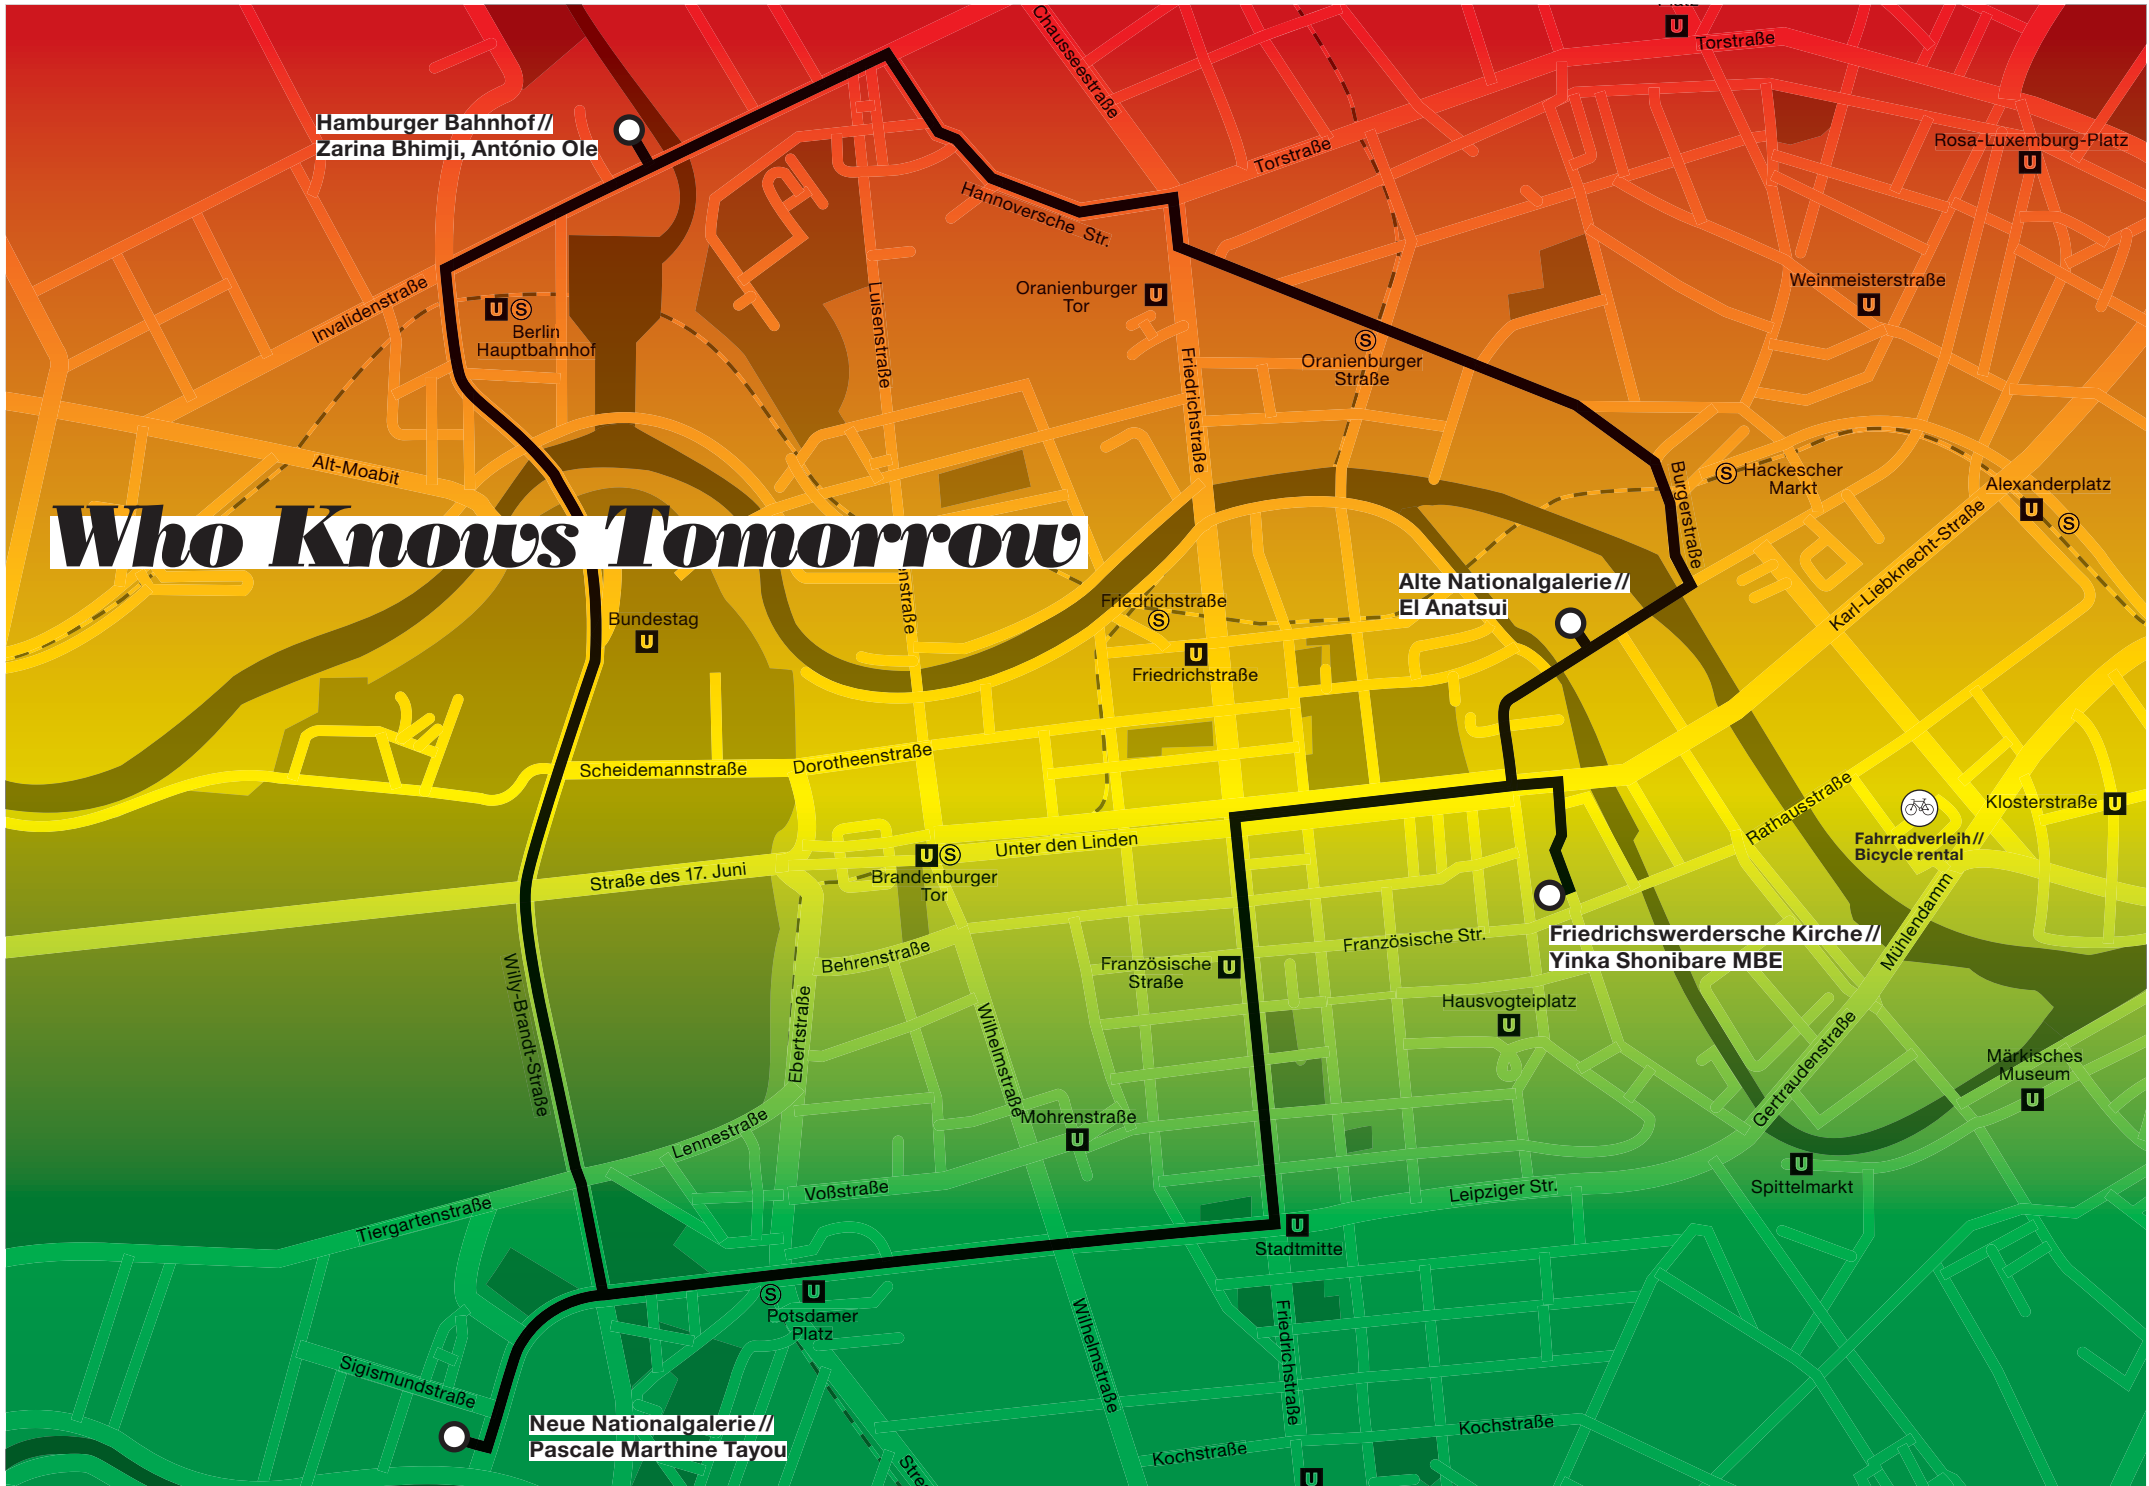 Chausseestraße
Torstraße
U
Hamburger Bahnhof//
Zarina Bhimji, António Ole
Torstraße
Rosa-Luxemburg-Platz
U
Hannoversche Str.
Invalidenstraße
U S
Berlin
Hauptbahnhof
Luisenstraße
Oranienburger
Tor
U
Weinmeisterstraße
U
S
Oranienburger
Straße
Friedrichstraße
Alt-Moabit
Burgerstraße
S
Hackescher
Markt
Alexanderplatz
U
S
Who Knows Tomorrow
Karl-Liebknecht-Straße
Alte Nationalgalerie//
El Anatsui
nstraße
Friedrichstraße
S
U
Friedrichstraße
Bundestag
U
Scheidemannstraße
Dorotheenstraße
Rathausstraße
Klosterstraße
U
Fahrradverleih//
Bicycle rental
Unter den Linden
U S
Brandenburger
Tor
Straße des 17. Juni
Mühlendamm
Friedrichswerdersche Kirche//
Yinka Shonibare MBE
Französische Str.
Behrenstraße
Französische
Straße
U
Willy-Brandt-Straße
Ebertstraße
Wilhelmstraße
Hausvogteiplatz
U
Gertraudenstraße
Märkisches
Museum
U
Mohrenstraße
U
Lennestraße
Voßstraße
Leipziger Str.
U
Spittelmarkt
Tiergartenstraße
U
Stadtmitte
S
U
Potsdamer
Platz
Wilhelmstraße
Friedrichstraße
Sigismundstraße
Neue Nationalgalerie//
Pascale Marthine Tayou
Kochstraße
Kochstraße
Stre
U